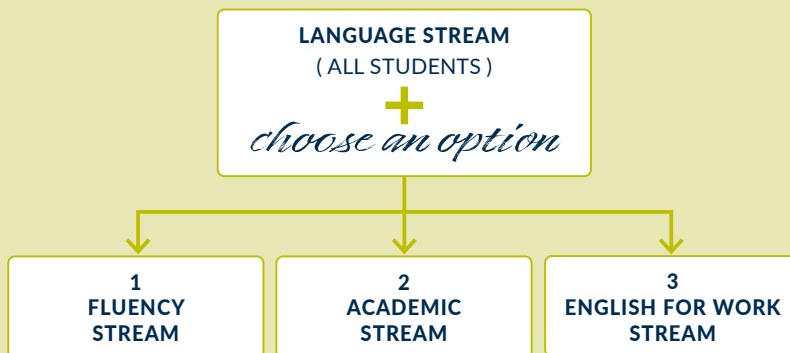 LANGUAGE STREAM
( ALL STUDENTS )
+
choose an option
1
FLUENCY
STREAM
2
ACADEMIC
STREAM
3
ENGLISH FOR WORK
STREAM